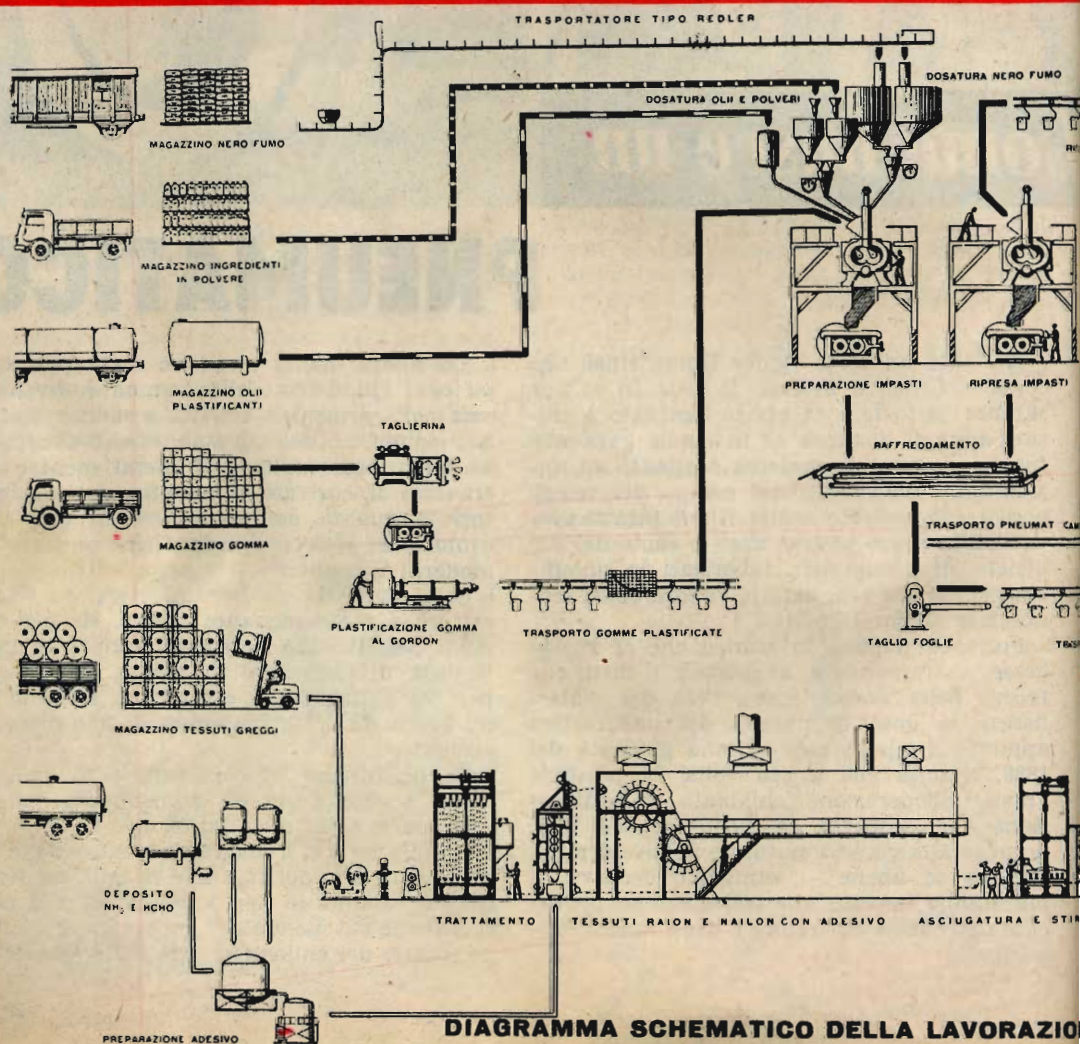 TRASPORTATORE TIPO REDLER
DOSATURA NERO FUMO
DOSATURA OLII E POLVERI
MAGAZZINO NERO FUMO
MAGAZZINO INGREDIENTI
IN POLVERE
MAGAZZINO OLII
PLASTIFICANTI
PREPARAZIONE IMPASTI
RIPRESA IMPASTI
TAGLIERINA
RAFFREDDAMENTO
MAGAZZINO GOMMA
TRASPORTO PNEUMAT
PLASTIFICAZIONE GOMMA
AL GORDON
TRASPORTO GOMME PLASTIFICATE
TAGLIO FOGLIE
MAGAZZINO TESSUTI GREGGI
DEPOSITO
NH₃ E HCHO
TRATTAMENTO TESSUTI RAION E NAILON CON ADESIVO
ASCIUGATURA E STIR
PREPARAZIONE ADESIVO
DIAGRAMMA SCHEMATICO DELLA LAVORAZIO